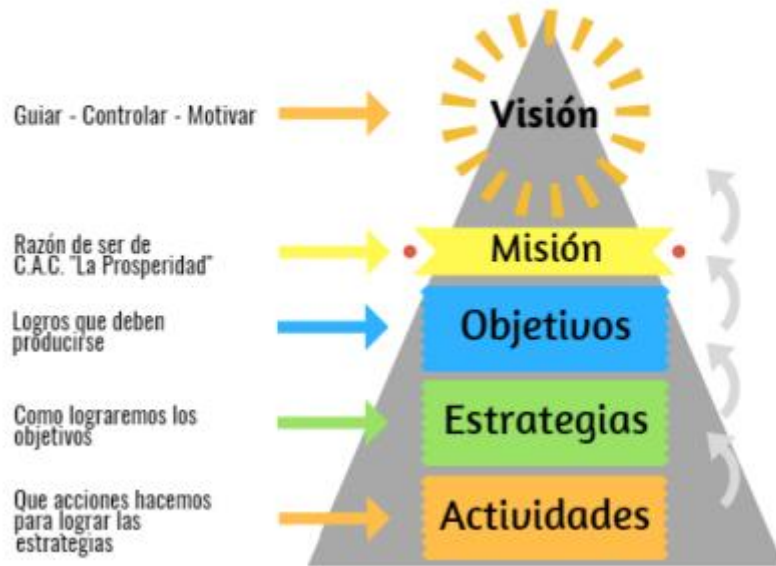 Guiar - Controlar - Motivar
Visión
Razón de ser de
C.A.C. "La Prosperidad"
Misión
Logros que deben
producirse
Objetivos
Como lograremos los
objetivos
Estrategias
Que acciones hacemos
para lograr las
estrategias
Actividades